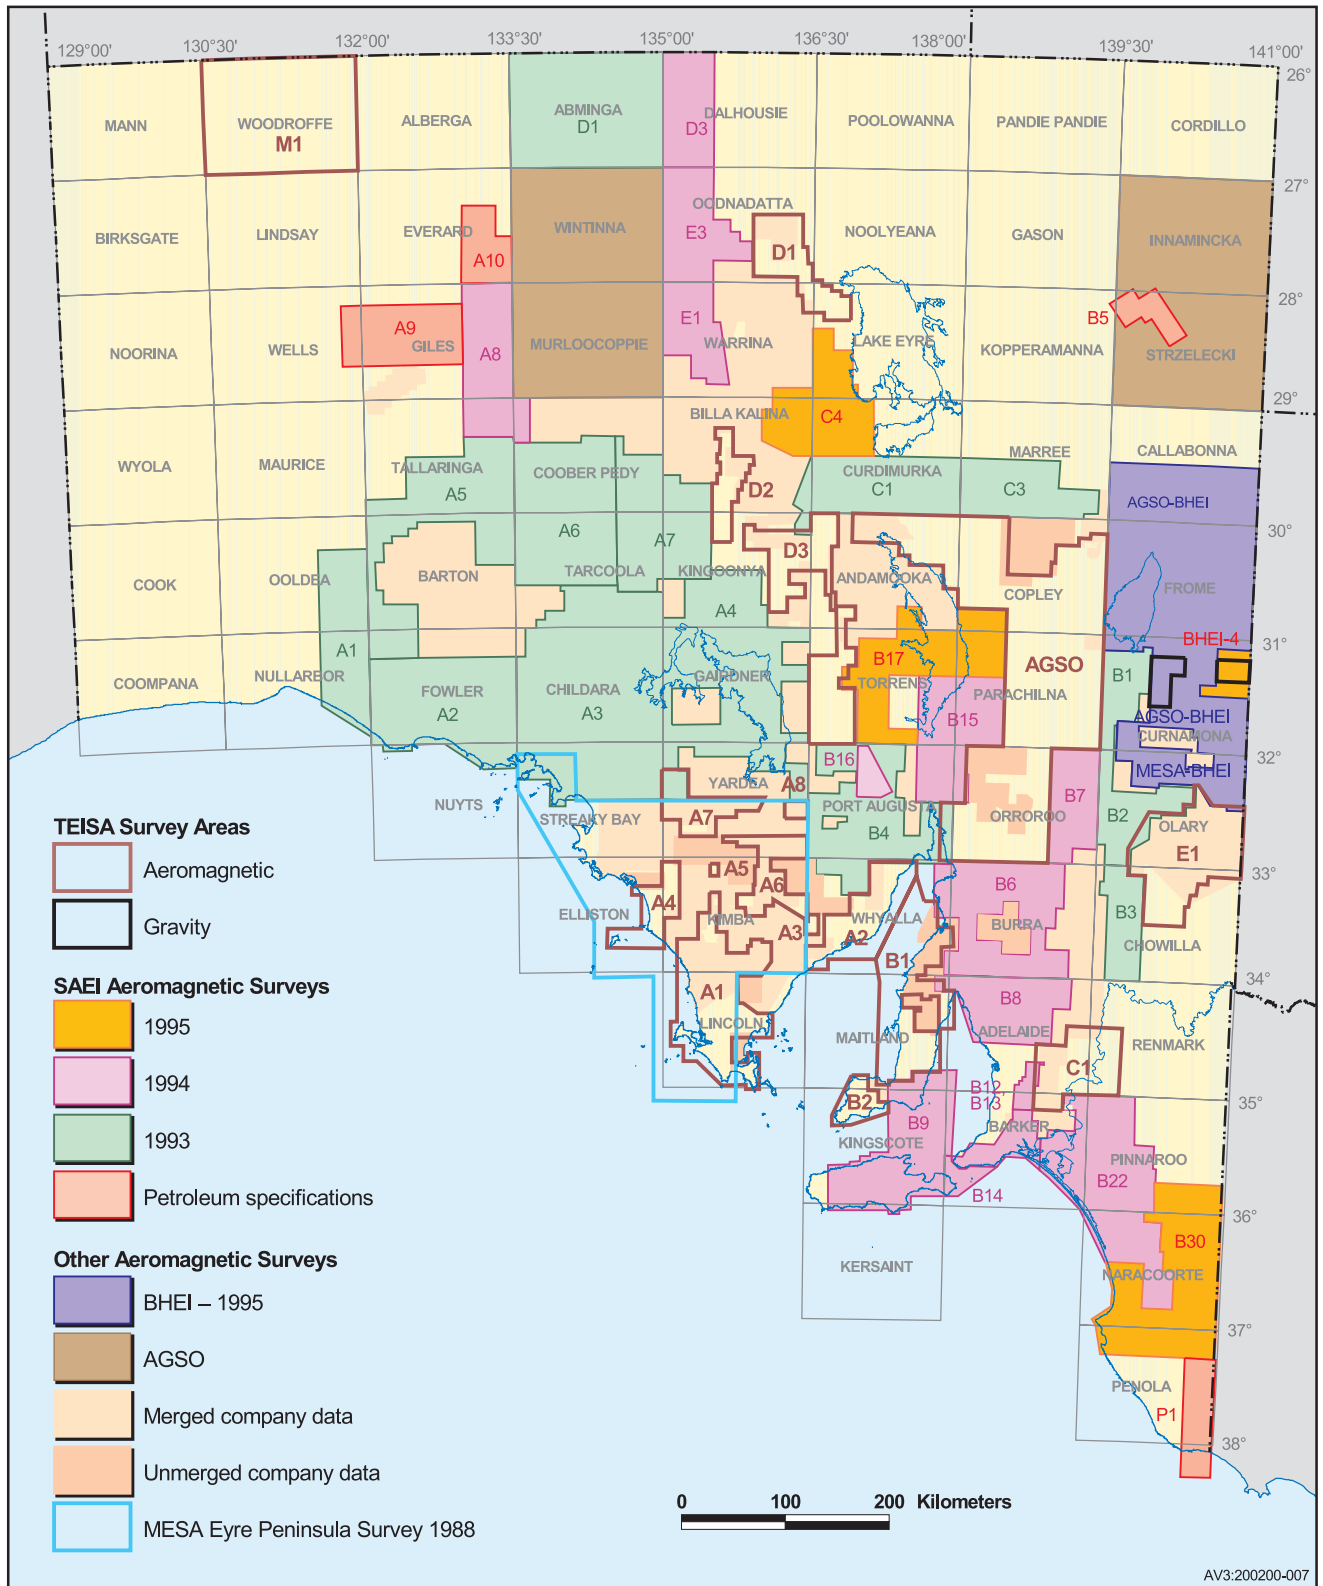 129°00'
130°30'
132°00'
133°30'
135°00'
136°30'
138°00'
139°30'
141°00'
26°
MANN
WOODROFFE
M1
ALBERGA
ABMINGA
D1
D3
DALHOUSIE
POOLOWANNA
PANDIE PANDIE
CORDILLO
27°
BIRKSGATE
LINDSAY
EVERARD
A10
WINTINNA
OODNADATTA
E3
D1
NOOLYEANA
GASON
INNAMINCKA
28°
NOORINA
WELLS
A9
GILES
A8
MURLOOCOPPIE
E1
WARRINA
LAKE EYRE
KOPPERAMANNA
B5
STRZELECKI
29°
WYOLA
MAURICE
TALLARINGA
A5
COOBER PEDY
BILLA KALINA
C4
CURDIMURKA
C1
C3
MARREE
CALLABONNA
AGSO-BHEI
30°
COOK
OOLDEA
BARTON
A6
TARCOOLA
A7
KINGOONYA
D2
D3
A4
ANDAMOOKA
COPLEY
FROME
BHEI-4
31°
COOMPANA
NULLARBOR
A1
FOWLER
A2
CHILDARA
A3
GAIRDNER
B17
TORRENS
B15
PARACHILNA
AGSO
B1
AGSO-BHEI
CURNAMONA
MESA-BHEI
32°
NUYTS
STREAKY BAY
YARDEA
A8
A7
B16
PORT AUGUSTA
B4
ORROROO
B7
B2
OLARY
E1
33°
ELLISTON
A4
A5
A6
KIMBA
A3
WHYALLA
A2
B1
B6
BURRA
B3
CHOWILLA
34°
A1
LINCOLN
MAITLAND
B8
ADELAIDE
C1
RENMARK
35°
B2
B9
KINGSCOTE
B12,
B13
BARKER
B14
PINNAROO
B22
36°
KERSAINT
B30
NARACOORTE
37°
PENOLA
P1
38°
TEISA Survey Areas
Aeromagnetic
Gravity
SAEI Aeromagnetic Surveys
1995
1994
1993
Petroleum specifications
Other Aeromagnetic Surveys
BHEI – 1995
AGSO
Merged company data
Unmerged company data
MESA Eyre Peninsula Survey 1988
0 100 200 Kilometers
AV3:200200-007